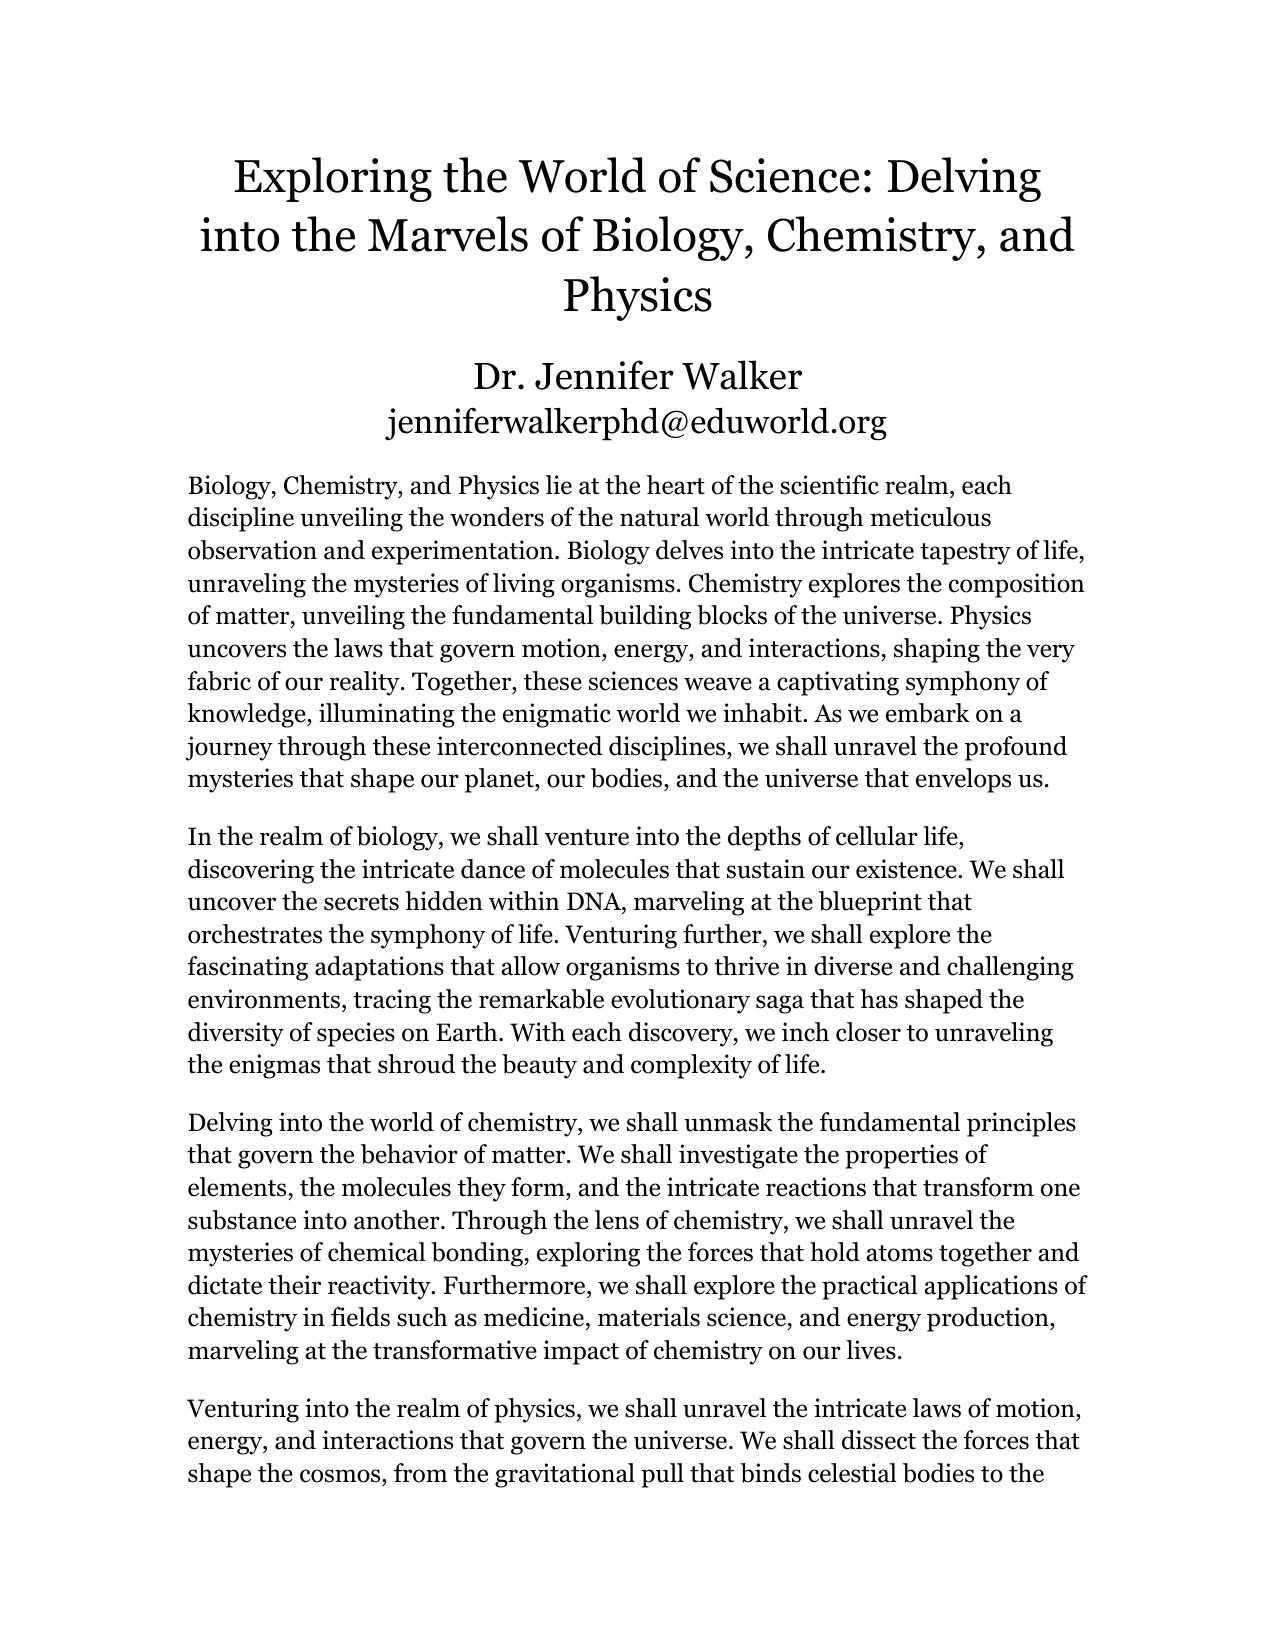 Exploring the World of Science: Delving
into the Marvels of Biology, Chemistry, and
Physics
Dr. Jennifer Walker
jenniferwalkerphd@eduworld.org
Biology, Chemistry, and Physics lie at the heart of the scientific realm, each
discipline unveiling the wonders of the natural world through meticulous
observation and experimentation. Biology delves into the intricate tapestry of life,
unraveling the mysteries of living organisms. Chemistry explores the composition
of matter, unveiling the fundamental building blocks of the universe. Physics
uncovers the laws that govern motion, energy, and interactions, shaping the very
fabric of our reality. Together, these sciences weave a captivating symphony of
knowledge, illuminating the enigmatic world we inhabit. As we embark on a
journey through these interconnected disciplines, we shall unravel the profound
mysteries that shape our planet, our bodies, and the universe that envelops us.
In the realm of biology, we shall venture into the depths of cellular life,
discovering the intricate dance of molecules that sustain our existence. We shall
uncover the secrets hidden within DNA, marveling at the blueprint that
orchestrates the symphony of life. Venturing further, we shall explore the
fascinating adaptations that allow organisms to thrive in diverse and challenging
environments, tracing the remarkable evolutionary saga that has shaped the
diversity of species on Earth. With each discovery, we inch closer to unraveling
the enigmas that shroud the beauty and complexity of life.
Delving into the world of chemistry, we shall unmask the fundamental principles
that govern the behavior of matter. We shall investigate the properties of
elements, the molecules they form, and the intricate reactions that transform one
substance into another. Through the lens of chemistry, we shall unravel the
mysteries of chemical bonding, exploring the forces that hold atoms together and
dictate their reactivity. Furthermore, we shall explore the practical applications of
chemistry in fields such as medicine, materials science, and energy production,
marveling at the transformative impact of chemistry on our lives.
Venturing into the realm of physics, we shall unravel the intricate laws of motion,
energy, and interactions that govern the universe. We shall dissect the forces that
shape the cosmos, from the gravitational pull that binds celestial bodies to the